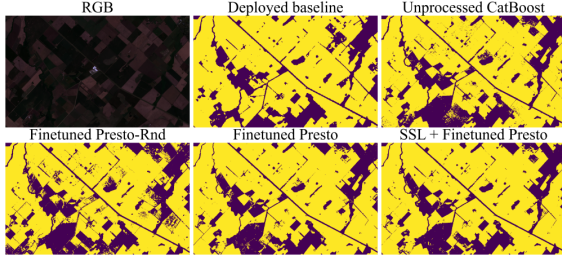 RGB
Deployed baseline
Unprocessed CatBoost
Finetuned Presto-Rnd
Finetuned Presto
SSL + Finetuned Presto